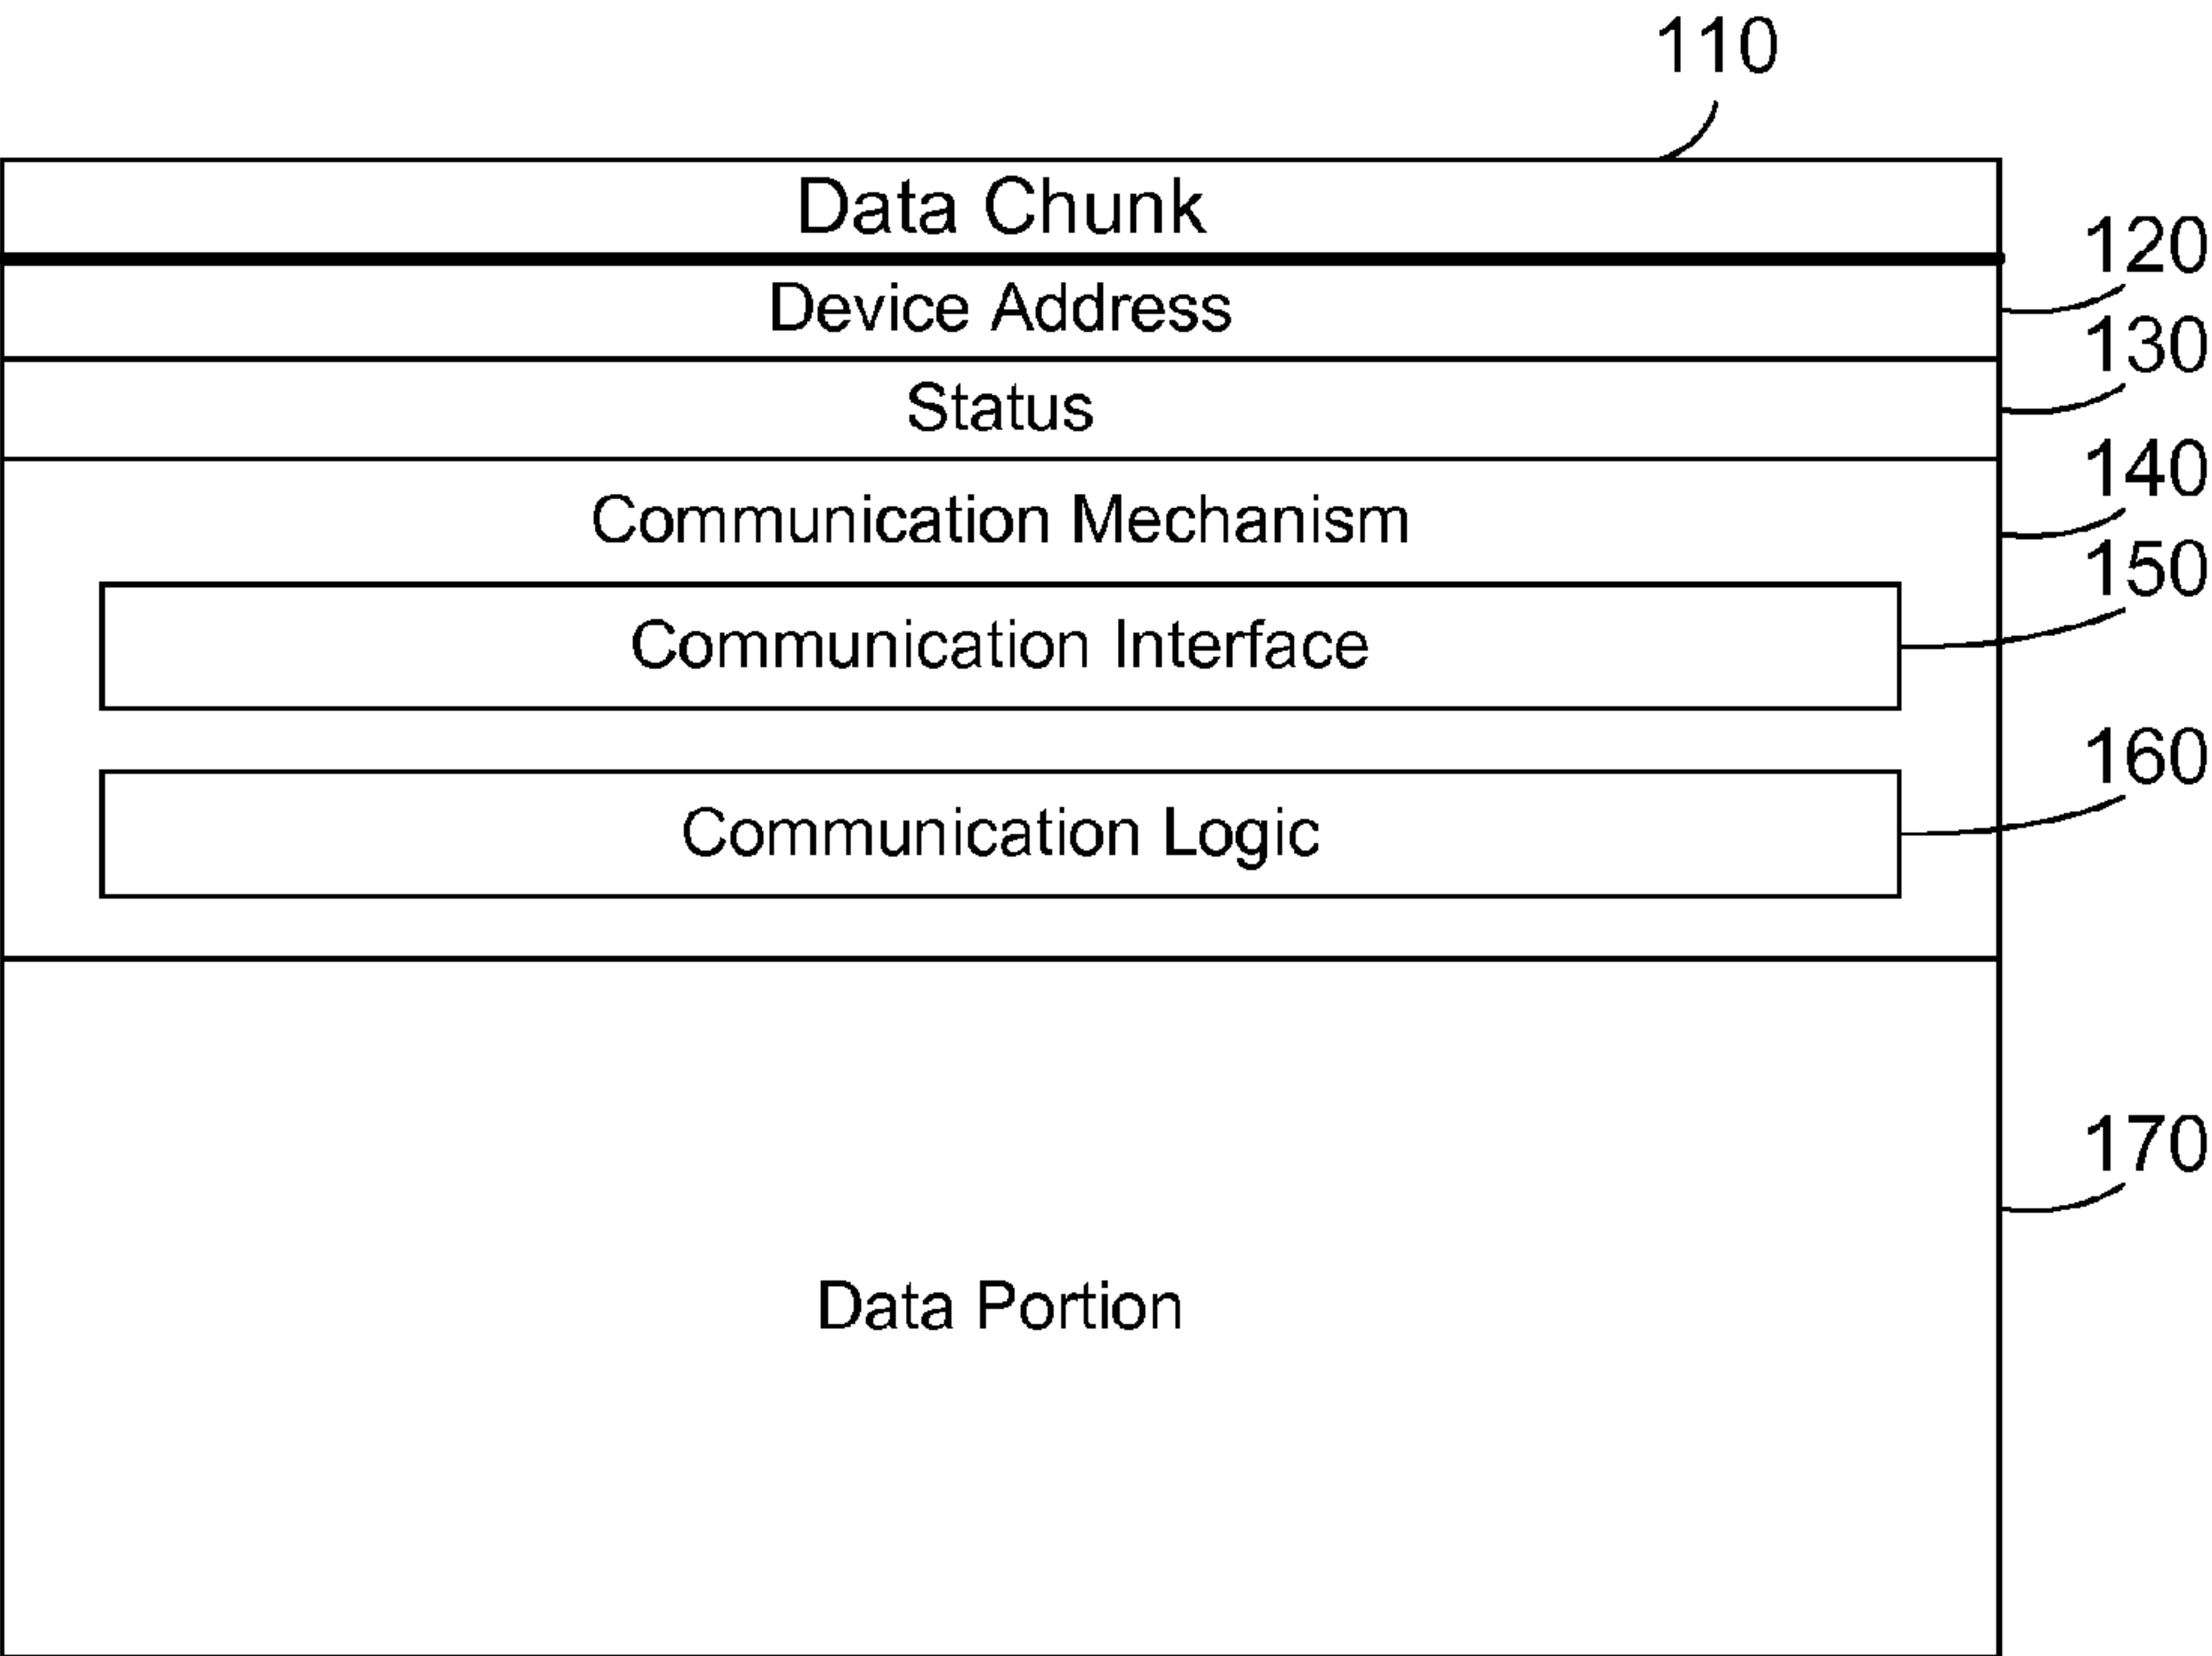 110
Data Chunk
120
Device Address
130
Status
140
Communication Mechanism
150
Communication Interface
160
Communication Logic
170
Data Portion